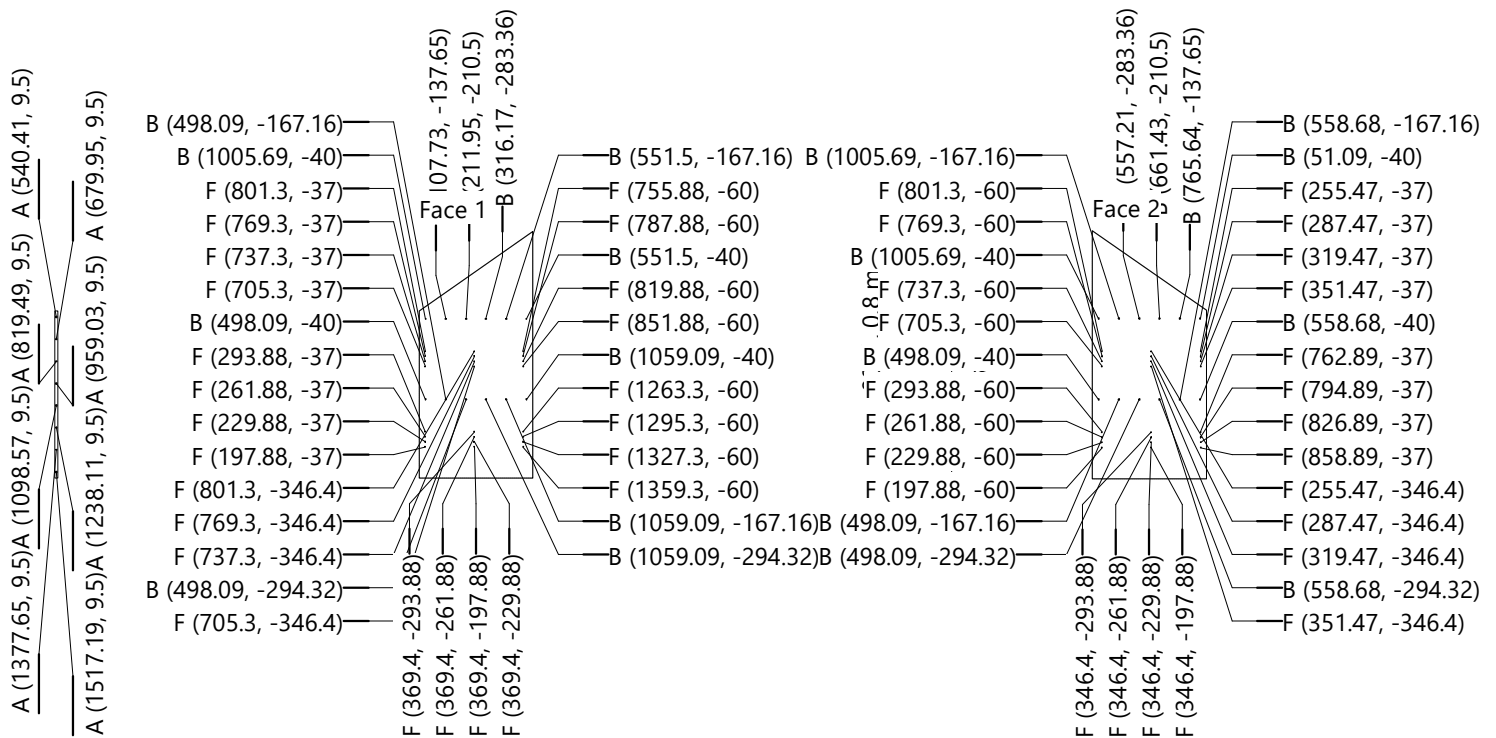 A (540.41, 9.5)
A (819.49, 9.5)
A (1098.57, 9.5)
A (1377.65, 9.5)
A (679.95, 9.5)
A (959.03, 9.5)
A (1238.11, 9.5)
A (1517.19, 9.5)
B (498.09, -167.16)
B (1005.69, -40)
F (801.3, -37)
F (769.3, -37)
F (737.3, -37)
F (705.3, -37)
B (498.09, -40)
F (293.88, -37)
F (261.88, -37)
F (229.88, -37)
F (197.88, -37)
F (801.3, -346.4)
F (769.3, -346.4)
F (737.3, -346.4)
B (498.09, -294.32)
F (705.3, -346.4)
07.73, -137.65)
(211.95, -210.5)
B (316.17, -283.36)
Face 1
B (551.5, -167.16)
F (755.88, -60)
F (787.88, -60)
B (551.5, -40)
F (819.88, -60)
F (851.88, -60)
B (1059.09, -40)
F (1263.3, -60)
F (1295.3, -60)
F (1327.3, -60)
F (1359.3, -60)
B (1059.09, -167.16)
B (1059.09, -294.32)
F (369.4, -293.88)
F (369.4, -261.88)
F (369.4, -197.88)
F (369.4, -229.88)
B (1005.69, -167.16)
F (801.3, -60)
F (769.3, -60)
B (1005.69, -40)
F (737.3, -60)
F (705.3, -60)
B (498.09, -40)
F (293.88, -60)
F (261.88, -60)
F (229.88, -60)
F (197.88, -60)
B (498.09, -167.16)
B (498.09, -294.32)
0.8 m
(557.21, -283.36)
(661.43, -210.5)
B (765.64, -137.65)
Face 2
B (558.68, -167.16)
B (51.09, -40)
F (255.47, -37)
F (287.47, -37)
F (319.47, -37)
F (351.47, -37)
B (558.68, -40)
F (762.89, -37)
F (794.89, -37)
F (826.89, -37)
F (858.89, -37)
F (255.47, -346.4)
F (287.47, -346.4)
F (319.47, -346.4)
B (558.68, -294.32)
F (351.47, -346.4)
F (346.4, -293.88)
F (346.4, -261.88)
F (346.4, -229.88)
F (346.4, -197.88)